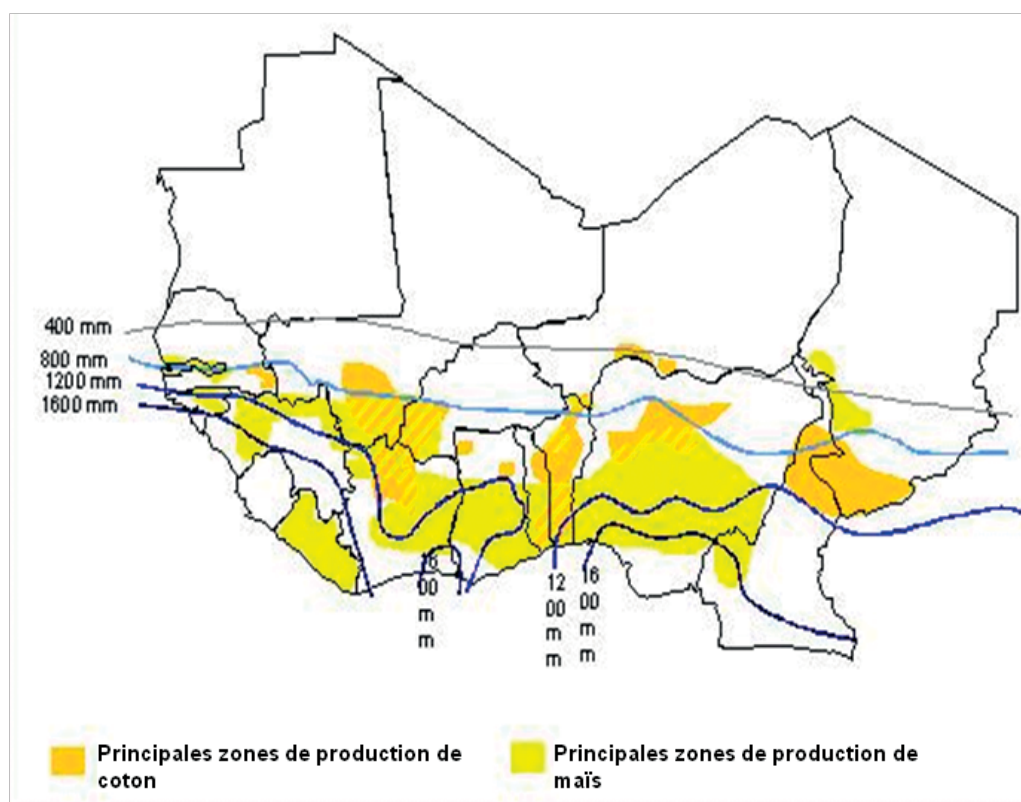 400 mm
800 mm
1200 mm
1600 mm
16
00
m
m
12
00
m
m
16
00
m
m
Principales zones de production de
coton
Principales zones de production de
maïs